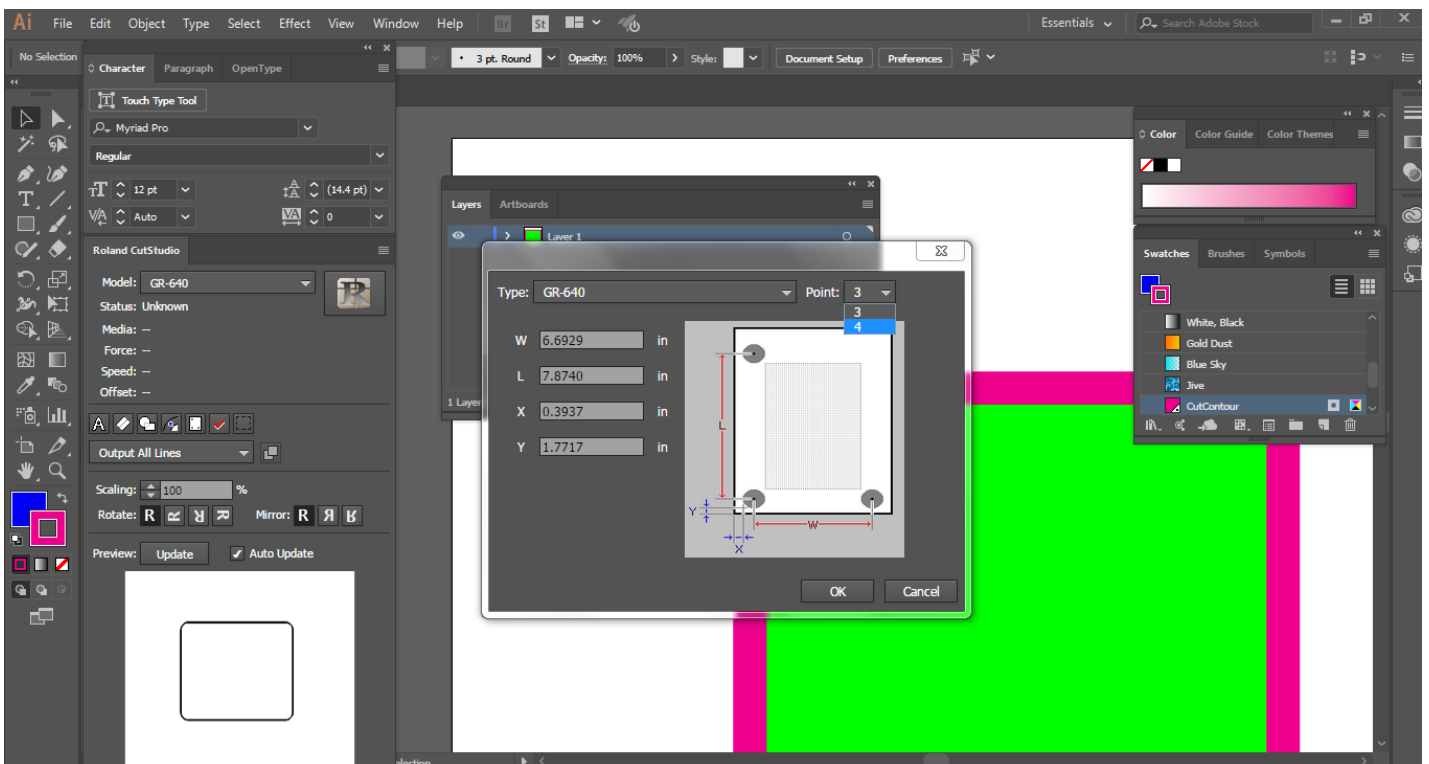 Ai File Edit Object Type Select Effect View Window Help Br St Essentials Search Adobe Stock
No Selection 3 pt. Round Opacity: 100% Style: Document Setup Preferences
Character Paragraph OpenType
Touch Type Tool
Myriad Pro
Regular
12 pt (14.4 pt)
Auto 0
Roland CutStudio
Model: GR-640
Status: Unknown
Media: --
Force: --
Speed: --
Offset: --
Output All Lines
Scaling: 100 %
Rotate: R R R R Mirror: R R R
Preview: Update Auto Update
Layers Artboards
Layer 1
1 Layer
Type: GR-640 Point: 3
3
4
W 6.6929 in
L 7.8740 in
X 0.3937 in
Y 1.7717 in
L
Y
W
X
OK Cancel
Color Color Guide Color Themes
Swatches Brushes Symbols
White, Black
Gold Dust
Blue Sky
Jive
CutContour